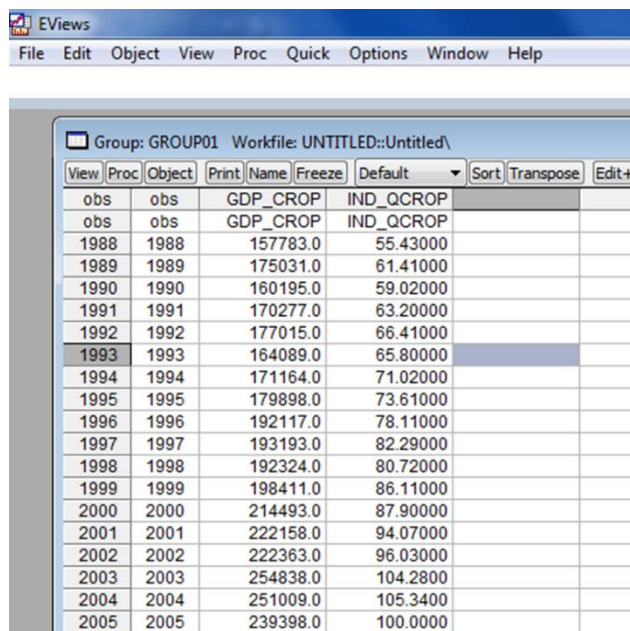 EViews
File Edit Object View Proc Quick Options Window Help
Group: GROUP01 Workfile: UNTITLED::Untitled\
View Proc Object Print Name Freeze Default Sort Transpose Edit+
obs obs GDP_CROP IND_QCROP
obs obs GDP_CROP IND_QCROP
1988 1988 157783.0 55.43000
1989 1989 175031.0 61.41000
1990 1990 160195.0 59.02000
1991 1991 170277.0 63.20000
1992 1992 177015.0 66.41000
1993 1993 164089.0 65.80000
1994 1994 171164.0 71.02000
1995 1995 179898.0 73.61000
1996 1996 192117.0 78.11000
1997 1997 193193.0 82.29000
1998 1998 192324.0 80.72000
1999 1999 198411.0 86.11000
2000 2000 214493.0 87.90000
2001 2001 222158.0 94.07000
2002 2002 222363.0 96.03000
2003 2003 254838.0 104.2800
2004 2004 251009.0 105.3400
2005 2005 239398.0 100.0000